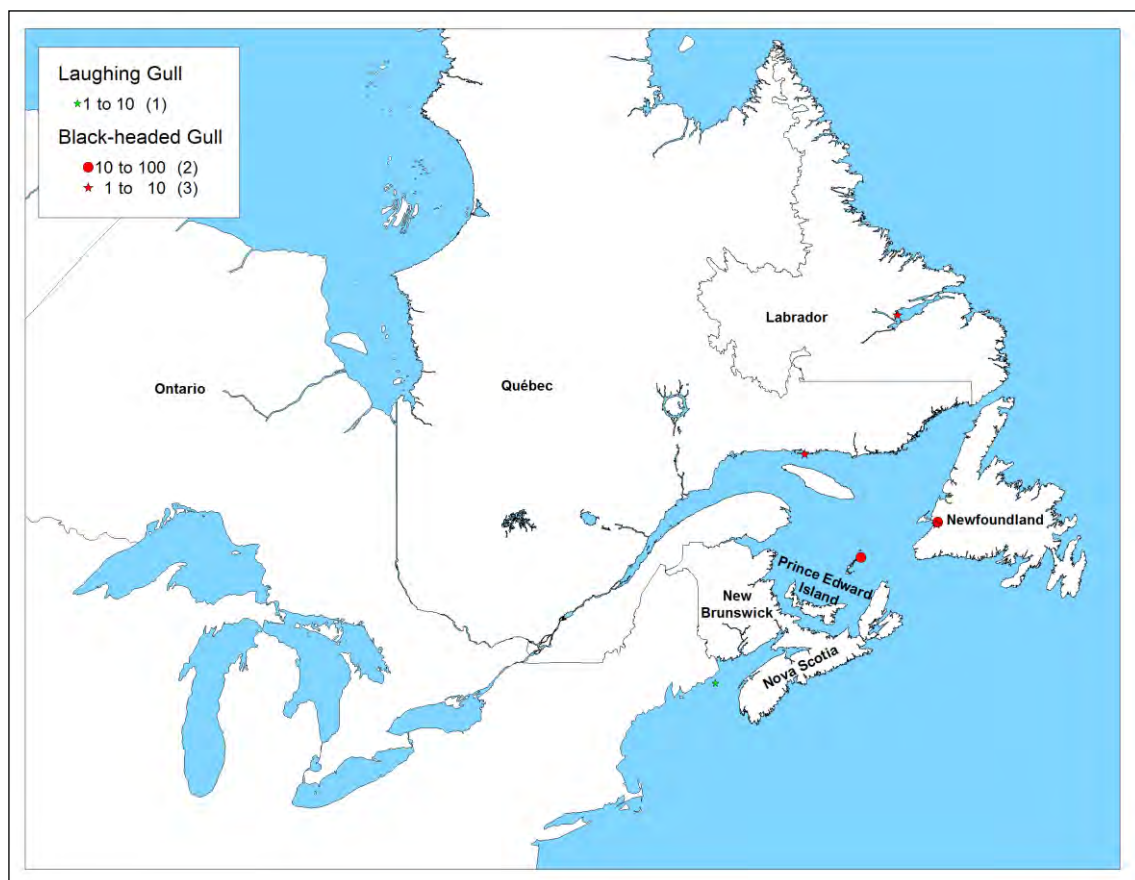 Laughing Gull
1 to 10 (1)
Black-headed Gull
10 to 100 (2)
1 to 10 (3)
Labrador
Ontario
Québec
Newfoundland
Prince Edward
Island
New
Brunswick
Nova Scotia